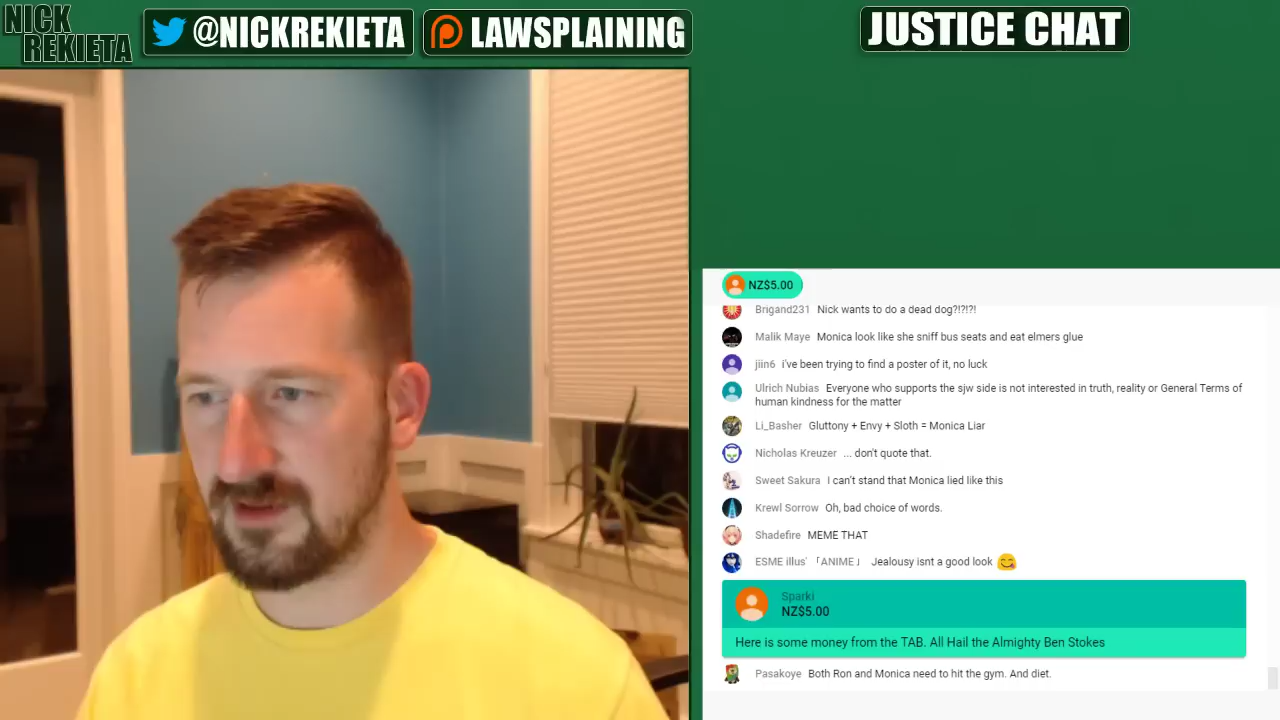 NICK
REKIETA
@NICKREKIETA
LAWSPLAINING
JUSTICE CHAT
NZ$5.00
Brigand231 Nick wants to do a dead dog?!?!?!
Malik Maye Monica look like she sniff bus seats and eat elmers glue
jiin6 i've been trying to find a poster of it, no luck
Ulrich Nubias Everyone who supports the sjw side is not interested in truth, reality or General Terms of
human kindness for the matter
Li_Basher Gluttony + Envy + Sloth = Monica Liar
Nicholas Kreuzer ... don't quote that.
Sweet Sakura I can't stand that Monica lied like this
Krewl Sorrow Oh, bad choice of words.
Shadefire MEME THAT
ESME illus' 「ANIME」 Jealousy isnt a good look 😋
Sparki
NZ$5.00
Here is some money from the TAB. All Hail the Almighty Ben Stokes
Pasakoye Both Ron and Monica need to hit the gym. And diet.